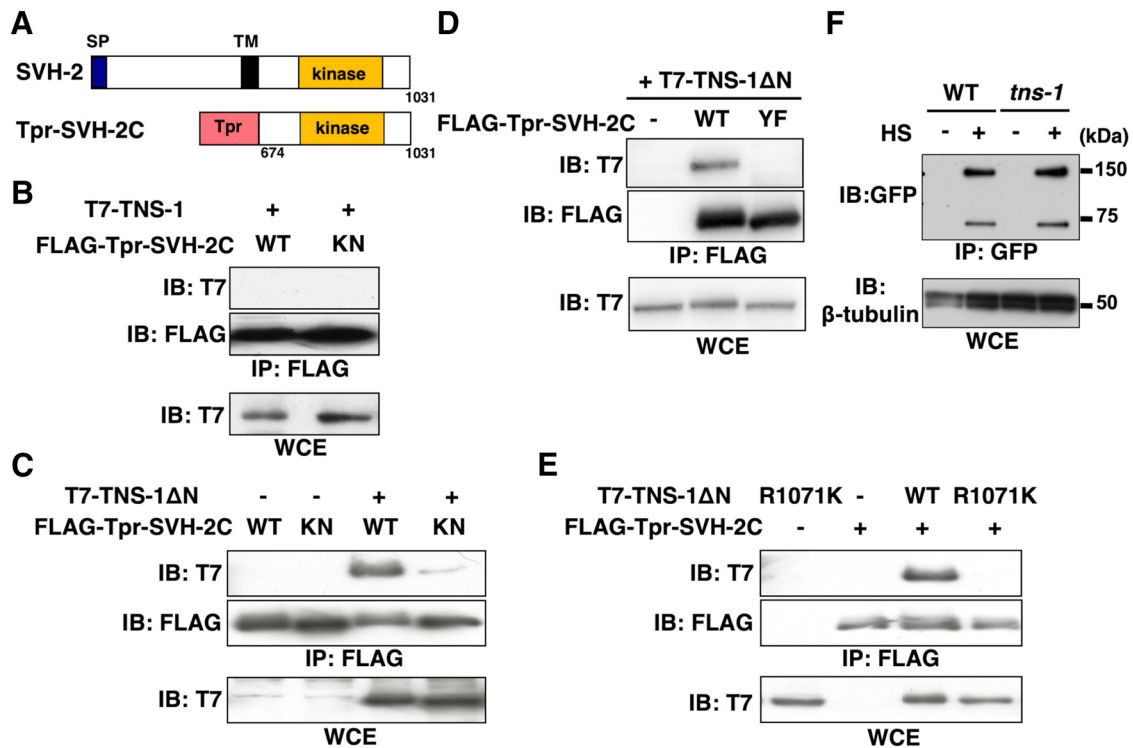 A
SP TM
SVH-2 kinase
1031
Tpr-SVH-2C Tpr kinase
674 1031
B
T7-TNS-1 + +
FLAG-Tpr-SVH-2C WT KN
IB: T7
IB: FLAG
IP: FLAG
IB: T7
WCE
C
T7-TNS-1ΔN - - + +
FLAG-Tpr-SVH-2C WT KN WT KN
IB: T7
IB: FLAG
IP: FLAG
IB: T7
WCE
D
+ T7-TNS-1ΔN
FLAG-Tpr-SVH-2C - WT YF
IB: T7
IB: FLAG
IP: FLAG
IB: T7
WCE
E
T7-TNS-1ΔN R1071K - WT R1071K
FLAG-Tpr-SVH-2C - + + +
IB: T7
IB: FLAG
IP: FLAG
IB: T7
WCE
F
WT tns-1
HS - + - + (kDa)
150
IB:GFP
75
IP: GFP
IB:
β-tubulin 50
WCE